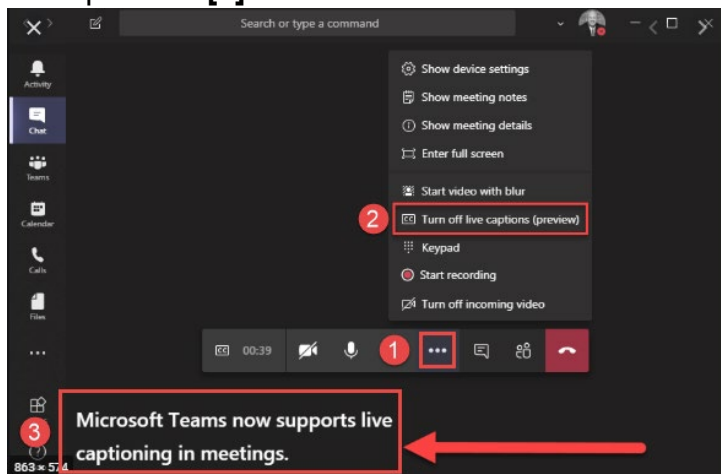 Search or type a command
Activity
Chat
Teams
Calendar
Calls
Files
Show device settings
Show meeting notes
Show meeting details
Enter full screen
Start video with blur
2
CC Turn off live captions (preview)
Keypad
Start recording
Turn off incoming video
CC 00:39
1
3
Microsoft Teams now supports live
captioning in meetings.
863 × 574